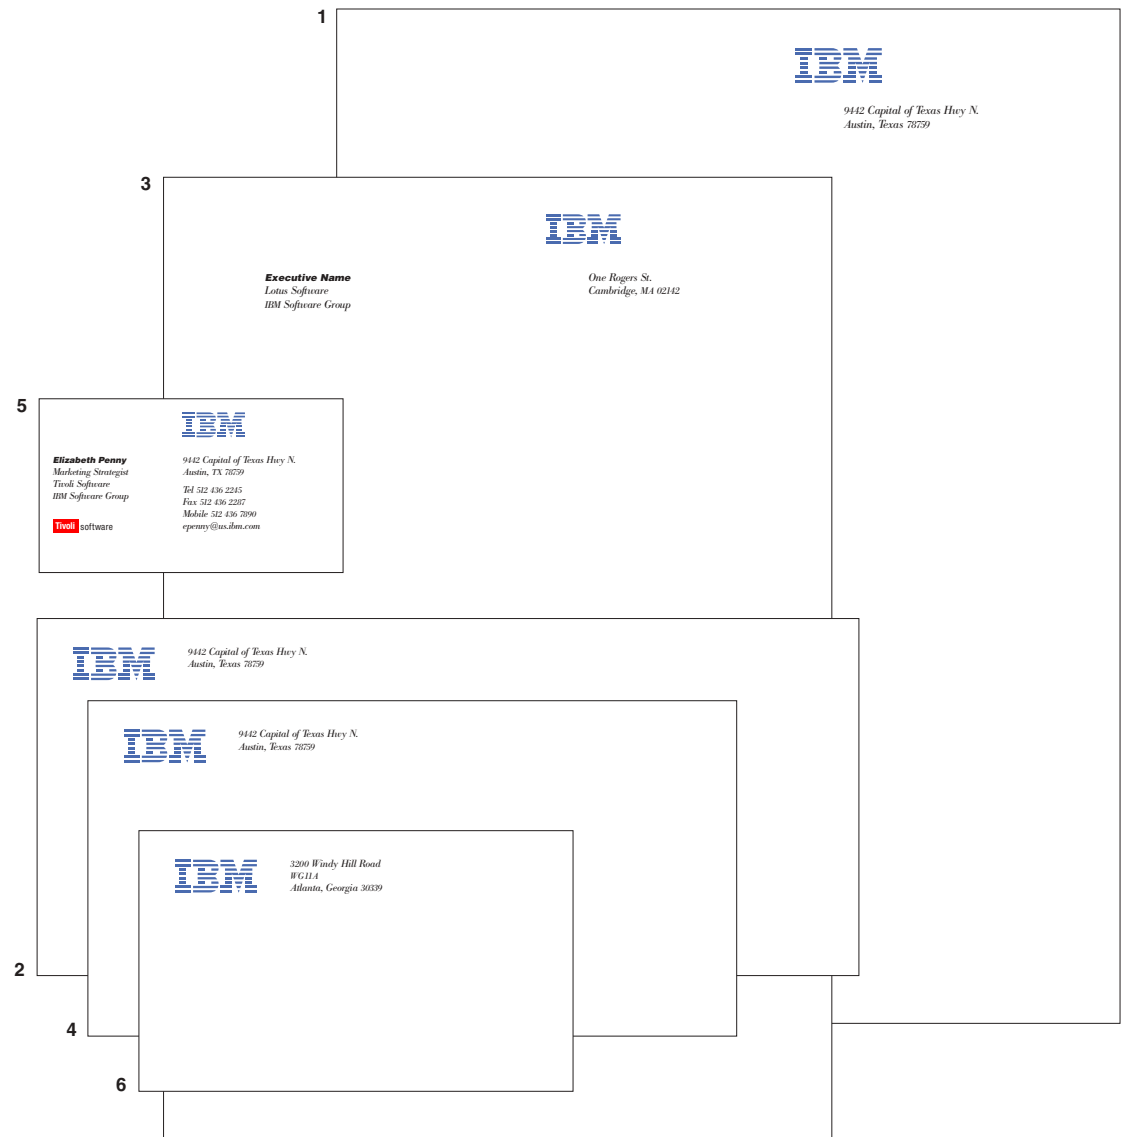 1
IBM
9442 Capital of Texas Hwy N.
Austin, Texas 78759
3
IBM
Executive Name
Lotus Software
IBM Software Group
One Rogers St.
Cambridge, MA 02142
5
IBM
Elizabeth Penny
Marketing Strategist
Tivoli Software
IBM Software Group
Tivoli software
9442 Capital of Texas Hwy N.
Austin, TX 78759
Tel 512 436 2245
Fax 512 436 2287
Mobile 512 436 7890
epenny@us.ibm.com
IBM
9442 Capital of Texas Hwy N.
Austin, Texas 78759
2
IBM
9442 Capital of Texas Hwy N.
Austin, Texas 78759
4
IBM
3200 Windy Hill Road
WG11A
Atlanta, Georgia 30339
6